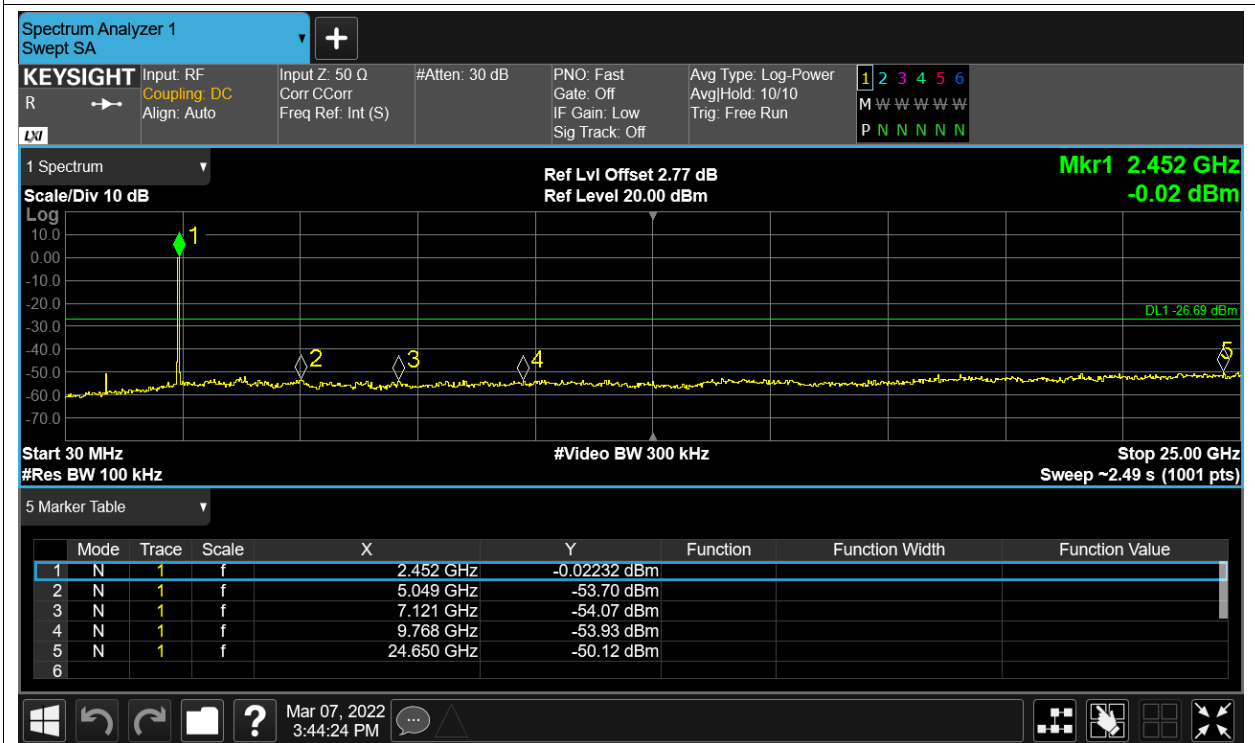 Spectrum Analyzer 1
Swept SA
+
KEYSIGHT Input: RF Input Z: 50 Ω #Atten: 30 dB PNO: Fast Avg Type: Log-Power 1 2 3 4 5 6
R Coupling: DC Corr CCorr Gate: Off Avg|Hold: 10/10 M W W W W W
Align: Auto Freq Ref: Int (S) IF Gain: Low Trig: Free Run
LXI Sig Track: Off P N N N N N
1 Spectrum Ref Lvl Offset 2.77 dB Mkr1 2.452 GHz
Scale/Div 10 dB Ref Level 20.00 dBm -0.02 dBm
Log
10.0 1
0.00
-10.0
-20.0 DL1 -26.69 dBm
-30.0
-40.0 2 3 4 5
-50.0
-60.0
-70.0
Start 30 MHz #Video BW 300 kHz Stop 25.00 GHz
#Res BW 100 kHz Sweep ~2.49 s (1001 pts)
5 Marker Table
Mode Trace Scale X Y Function Function Width Function Value
1 N 1 f 2.452 GHz -0.02232 dBm
2 N 1 f 5.049 GHz -53.70 dBm
3 N 1 f 7.121 GHz -54.07 dBm
4 N 1 f 9.768 GHz -53.93 dBm
5 N 1 f 24.650 GHz -50.12 dBm
6
? Mar 07, 2022
3:44:24 PM